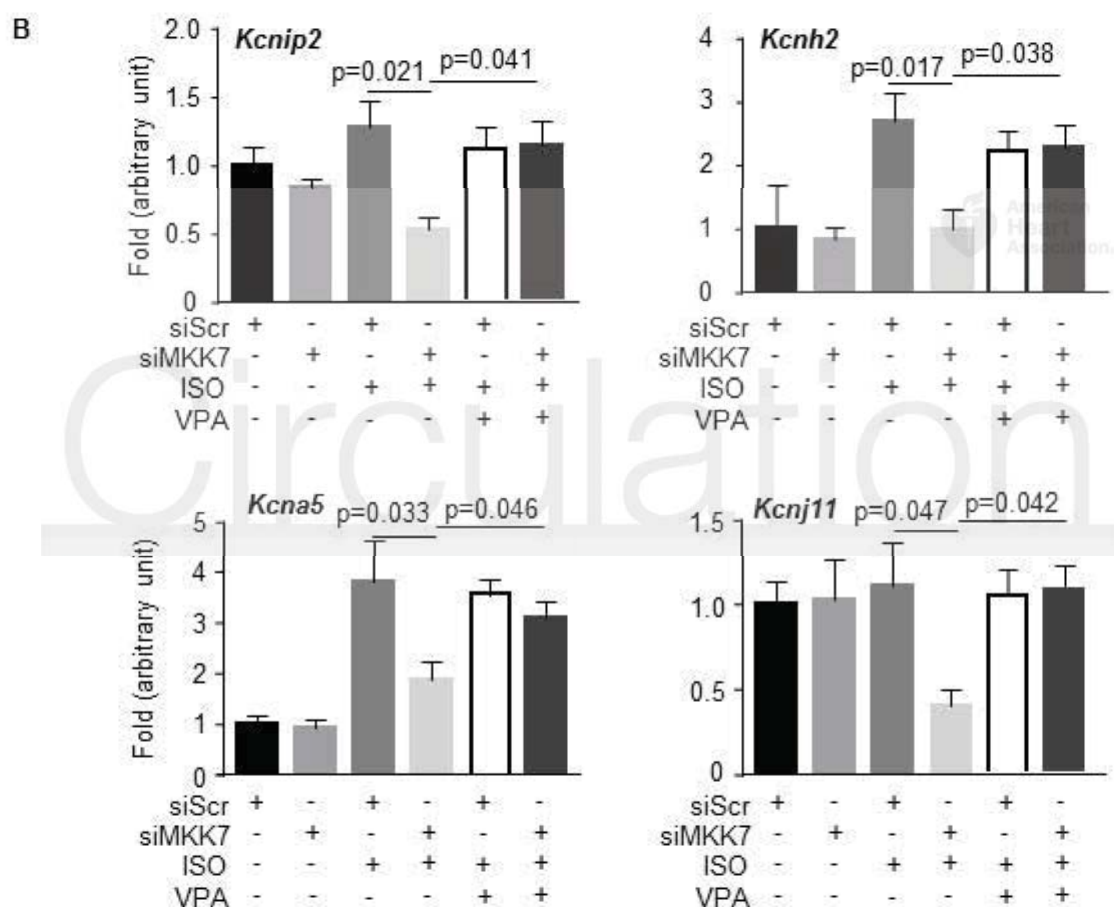 B
Kcnip2
p=0.021
p=0.041
Fold (arbitrary unit)
2.0
1.5
1.0
0.5
0
siScr + - + - + -
siMKK7 - + - + - +
ISO - - + + + +
VPA - - - - + +
Kcnh2
p=0.017
p=0.038
4
3
2
1
0
American
Heart
Association.
siScr + - + - + -
siMKK7 - + - + - +
ISO - - + + + +
VPA - - - - + +
Circulation
Kcna5
p=0.033
p=0.046
Fold (arbitrary unit)
5
4
3
2
1
0
siScr + - + - + -
siMKK7 - + - + - +
ISO - - + + + +
VPA - - - - + +
Kcnj11
p=0.047
p=0.042
1.5
1.0
0.5
0
siScr + - + - + -
siMKK7 - + - + - +
ISO - - + + + +
VPA - - - - + +